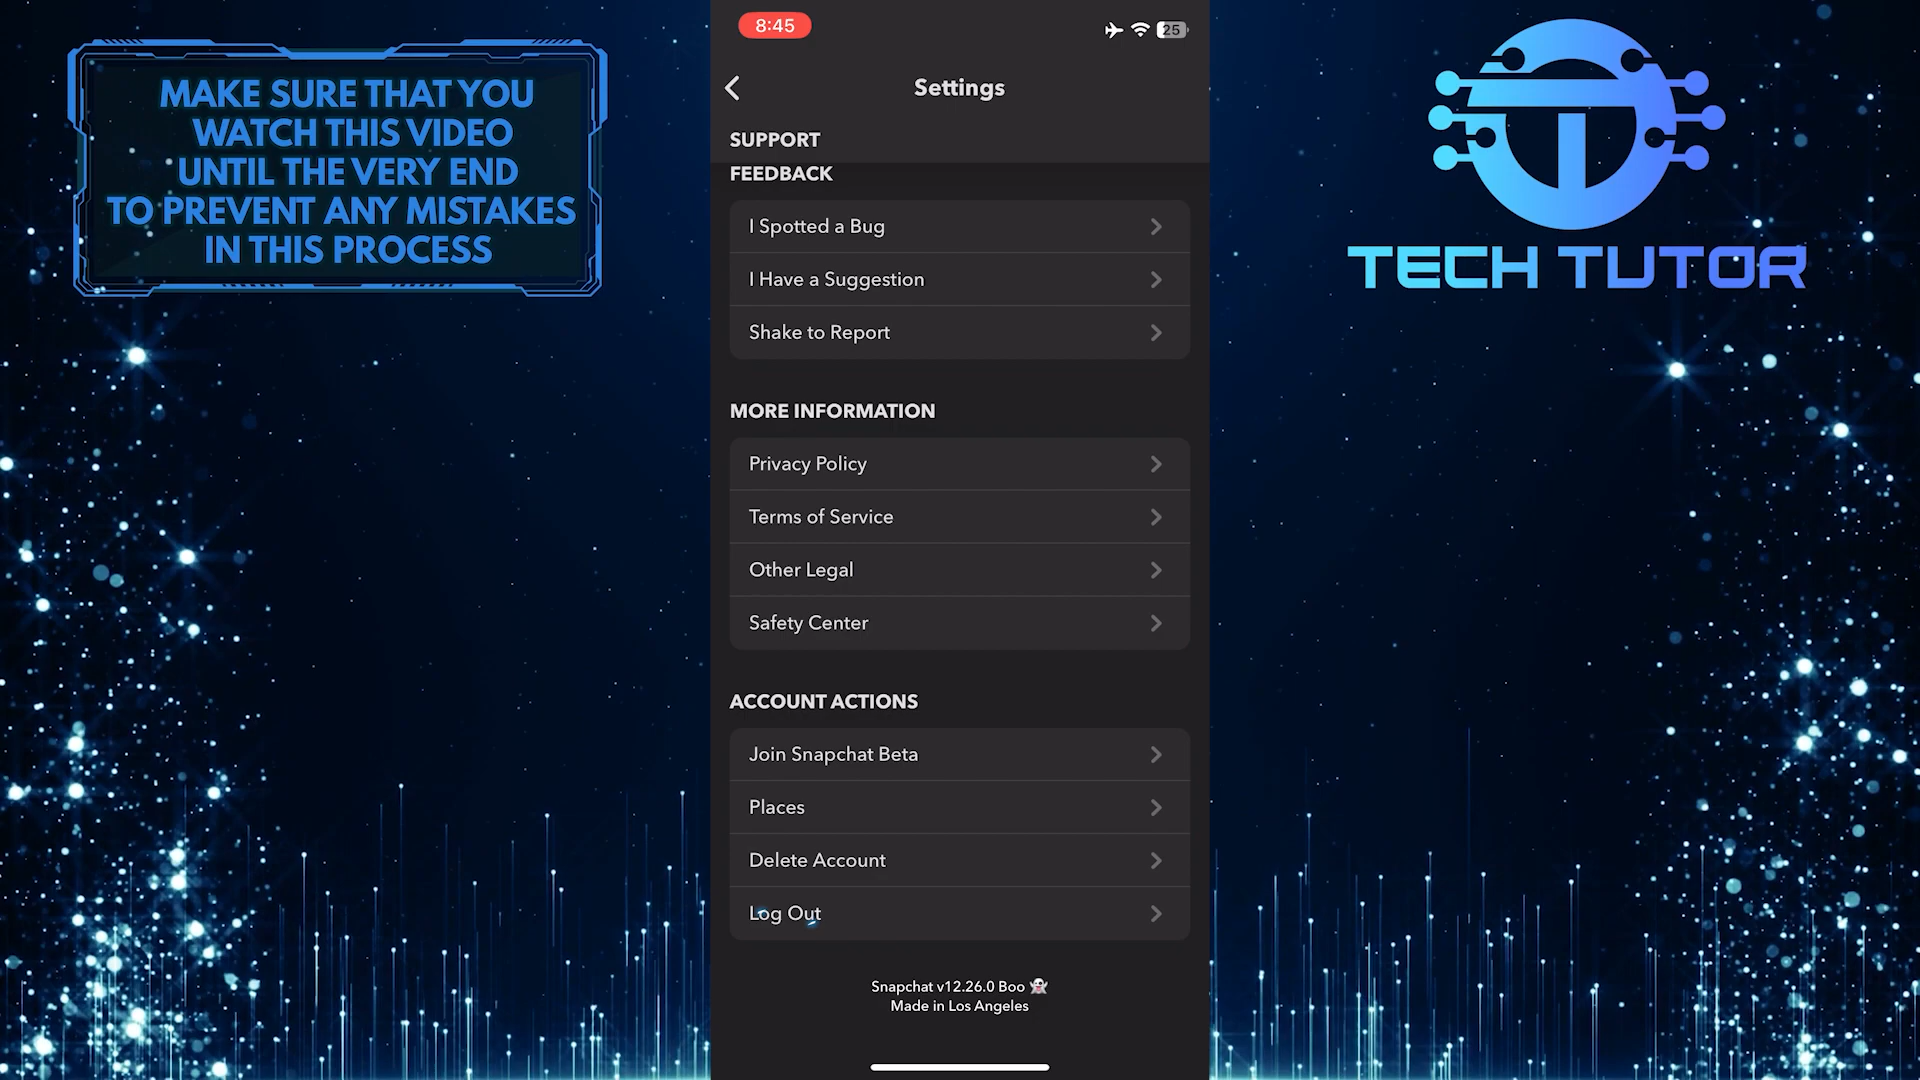 MAKE SURE THAT YOU
WATCH THIS VIDEO
UNTIL THE VERY END
TO PREVENT ANY MISTAKES
IN THIS PROCESS
8:45
25
Settings
SUPPORT
FEEDBACK
I Spotted a Bug
I Have a Suggestion
Shake to Report
MORE INFORMATION
Privacy Policy
Terms of Service
Other Legal
Safety Center
ACCOUNT ACTIONS
Join Snapchat Beta
Places
Delete Account
Log Out
Snapchat v12.26.0 Boo 👻
Made in Los Angeles
TECH TUTOR